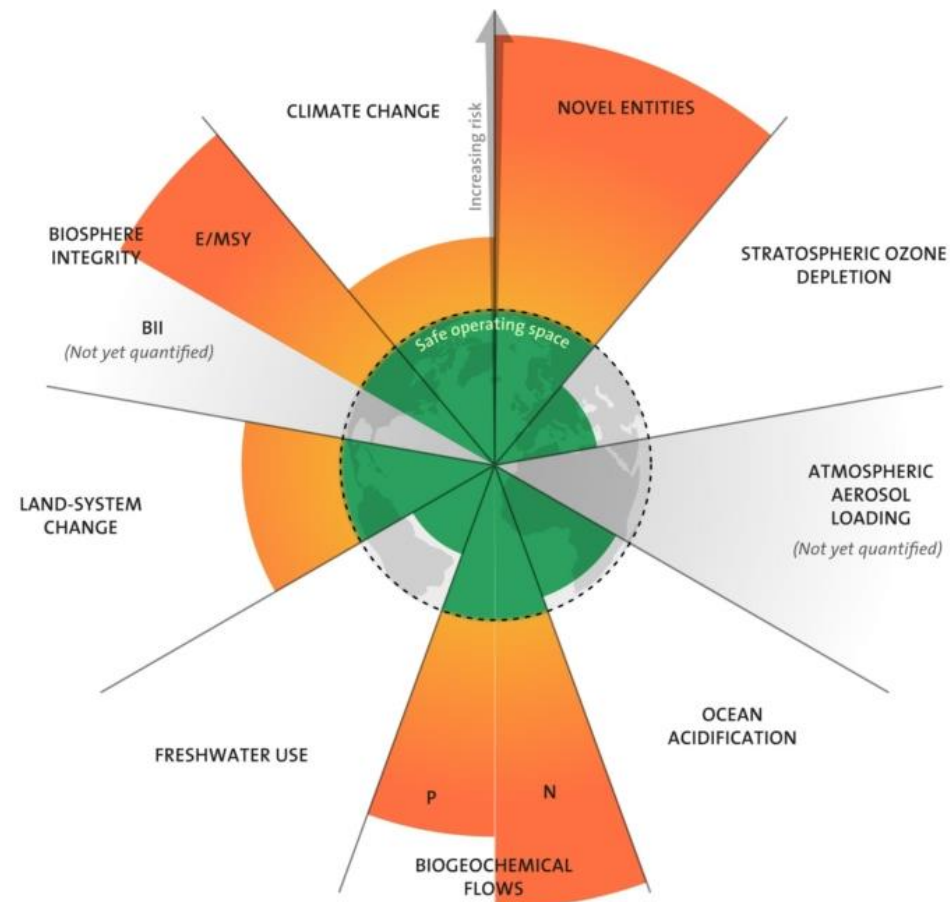 CLIMATE CHANGE
NOVEL ENTITIES
Increasing risk
STRATOSPHERIC OZONE
DEPLETION
BIOSPHERE
INTEGRITY
E/MSY
BII
(Not yet quantified)
Safe operating space
ATMOSPHERIC
AEROSOL
LOADING
(Not yet quantified)
LAND-SYSTEM
CHANGE
OCEAN
ACIDIFICATION
FRESHWATER USE
P
N
BIOGEOCHEMICAL
FLOWS